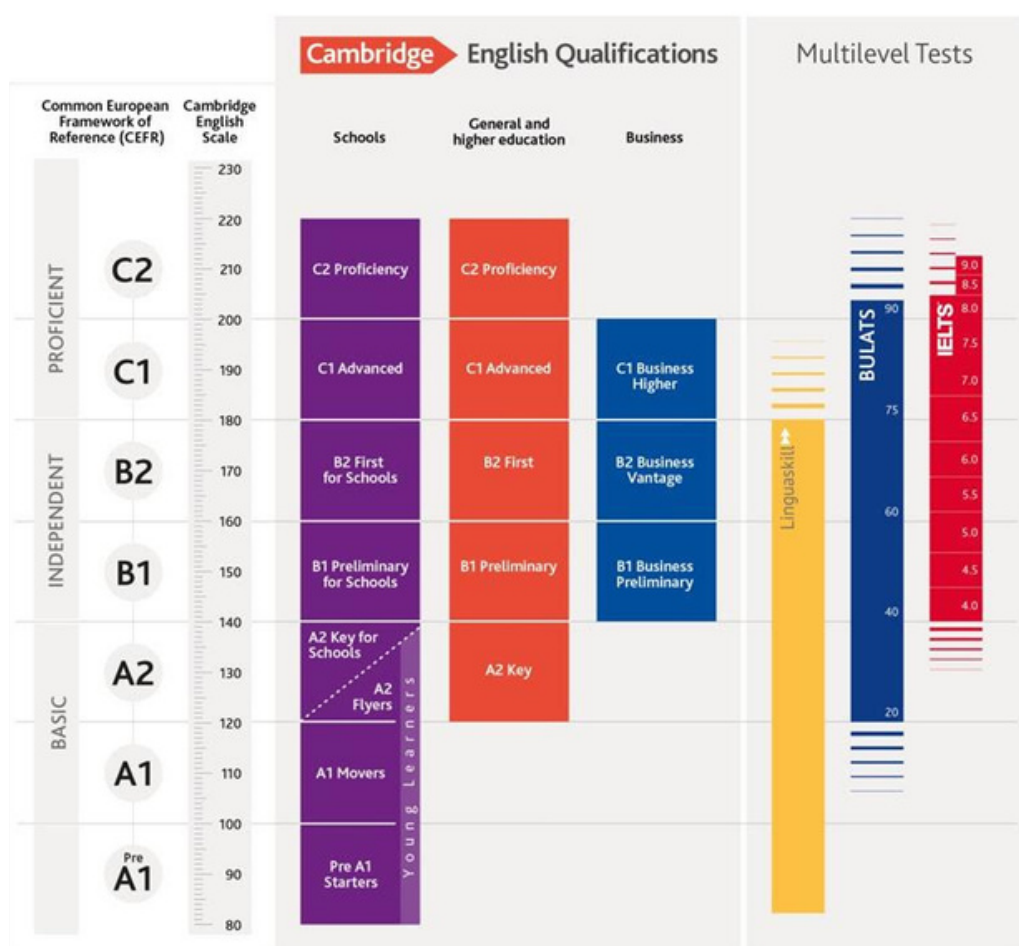 Cambridge English Qualifications
Multilevel Tests
Common European
Framework of
Reference (CEFR)
Cambridge
English
Scale
Schools
General and
higher education
Business
PROFICIENT
INDEPENDENT
BASIC
C2
C1
B2
B1
A2
A1
Pre
A1
230
220
210
200
190
180
170
160
150
140
130
120
110
100
90
80
C2 Proficiency
C1 Advanced
B2 First
for Schools
B1 Preliminary
for Schools
A2 Key for
Schools
A2
Flyers
A1 Movers
Pre A1
Starters
Young Learners
C2 Proficiency
C1 Advanced
B2 First
B1 Preliminary
A2 Key
C1 Business
Higher
B2 Business
Vantage
B1 Business
Preliminary
Linguaskill
BULATS
90
75
60
40
20
IELTS
9.0
8.5
8.0
7.5
7.0
6.5
6.0
5.5
5.0
4.5
4.0